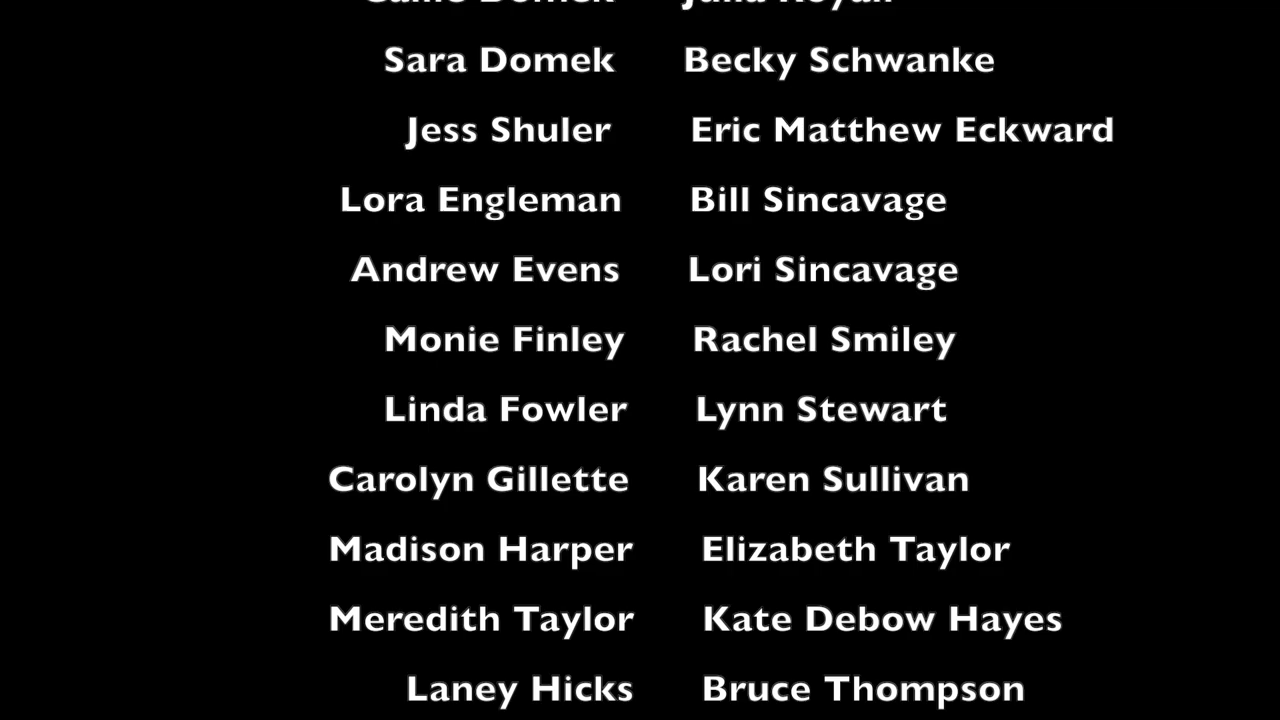 Sara Domek Becky Schwanke
Jess Shuler Eric Matthew Eckward
Lora Engleman Bill Sincavage
Andrew Evens Lori Sincavage
Monie Finley Rachel Smiley
Linda Fowler Lynn Stewart
Carolyn Gillette Karen Sullivan
Madison Harper Elizabeth Taylor
Meredith Taylor Kate Debow Hayes
Laney Hicks Bruce Thompson